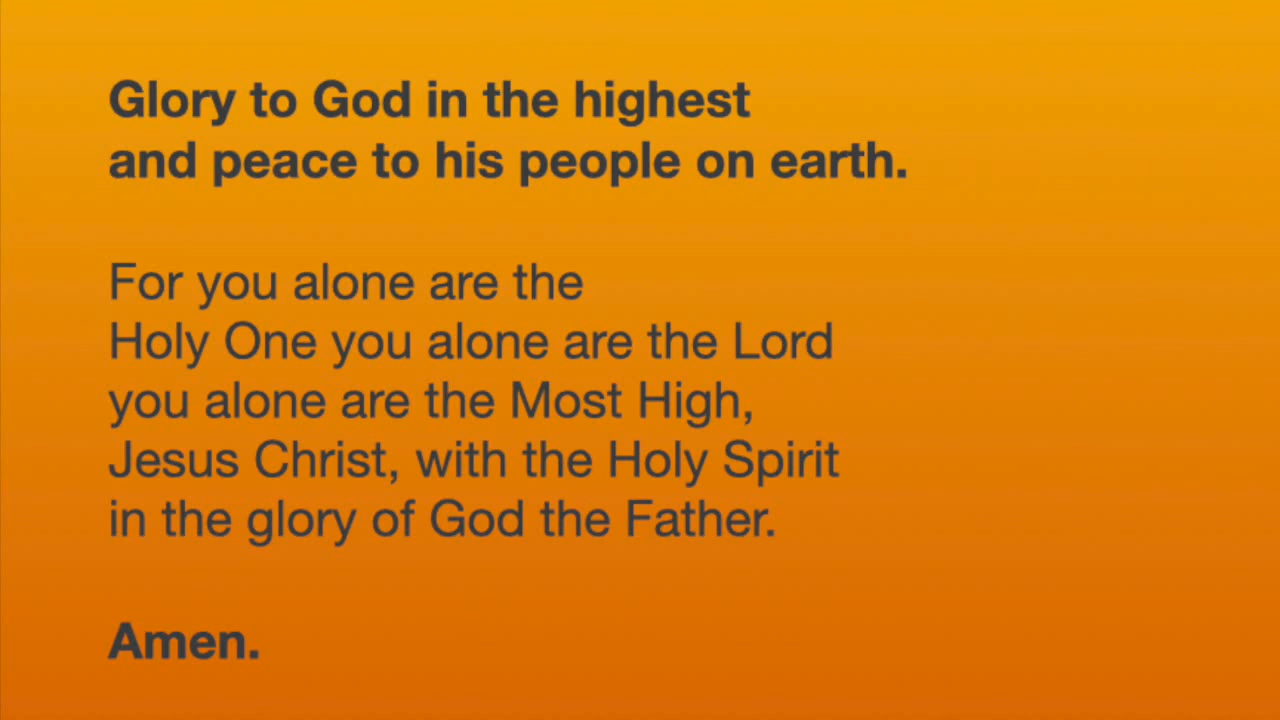 Glory to God in the highest
and peace to his people on earth.
For you alone are the
Holy One you alone are the Lord
you alone are the Most High,
Jesus Christ, with the Holy Spirit
in the glory of God the Father.
Amen.